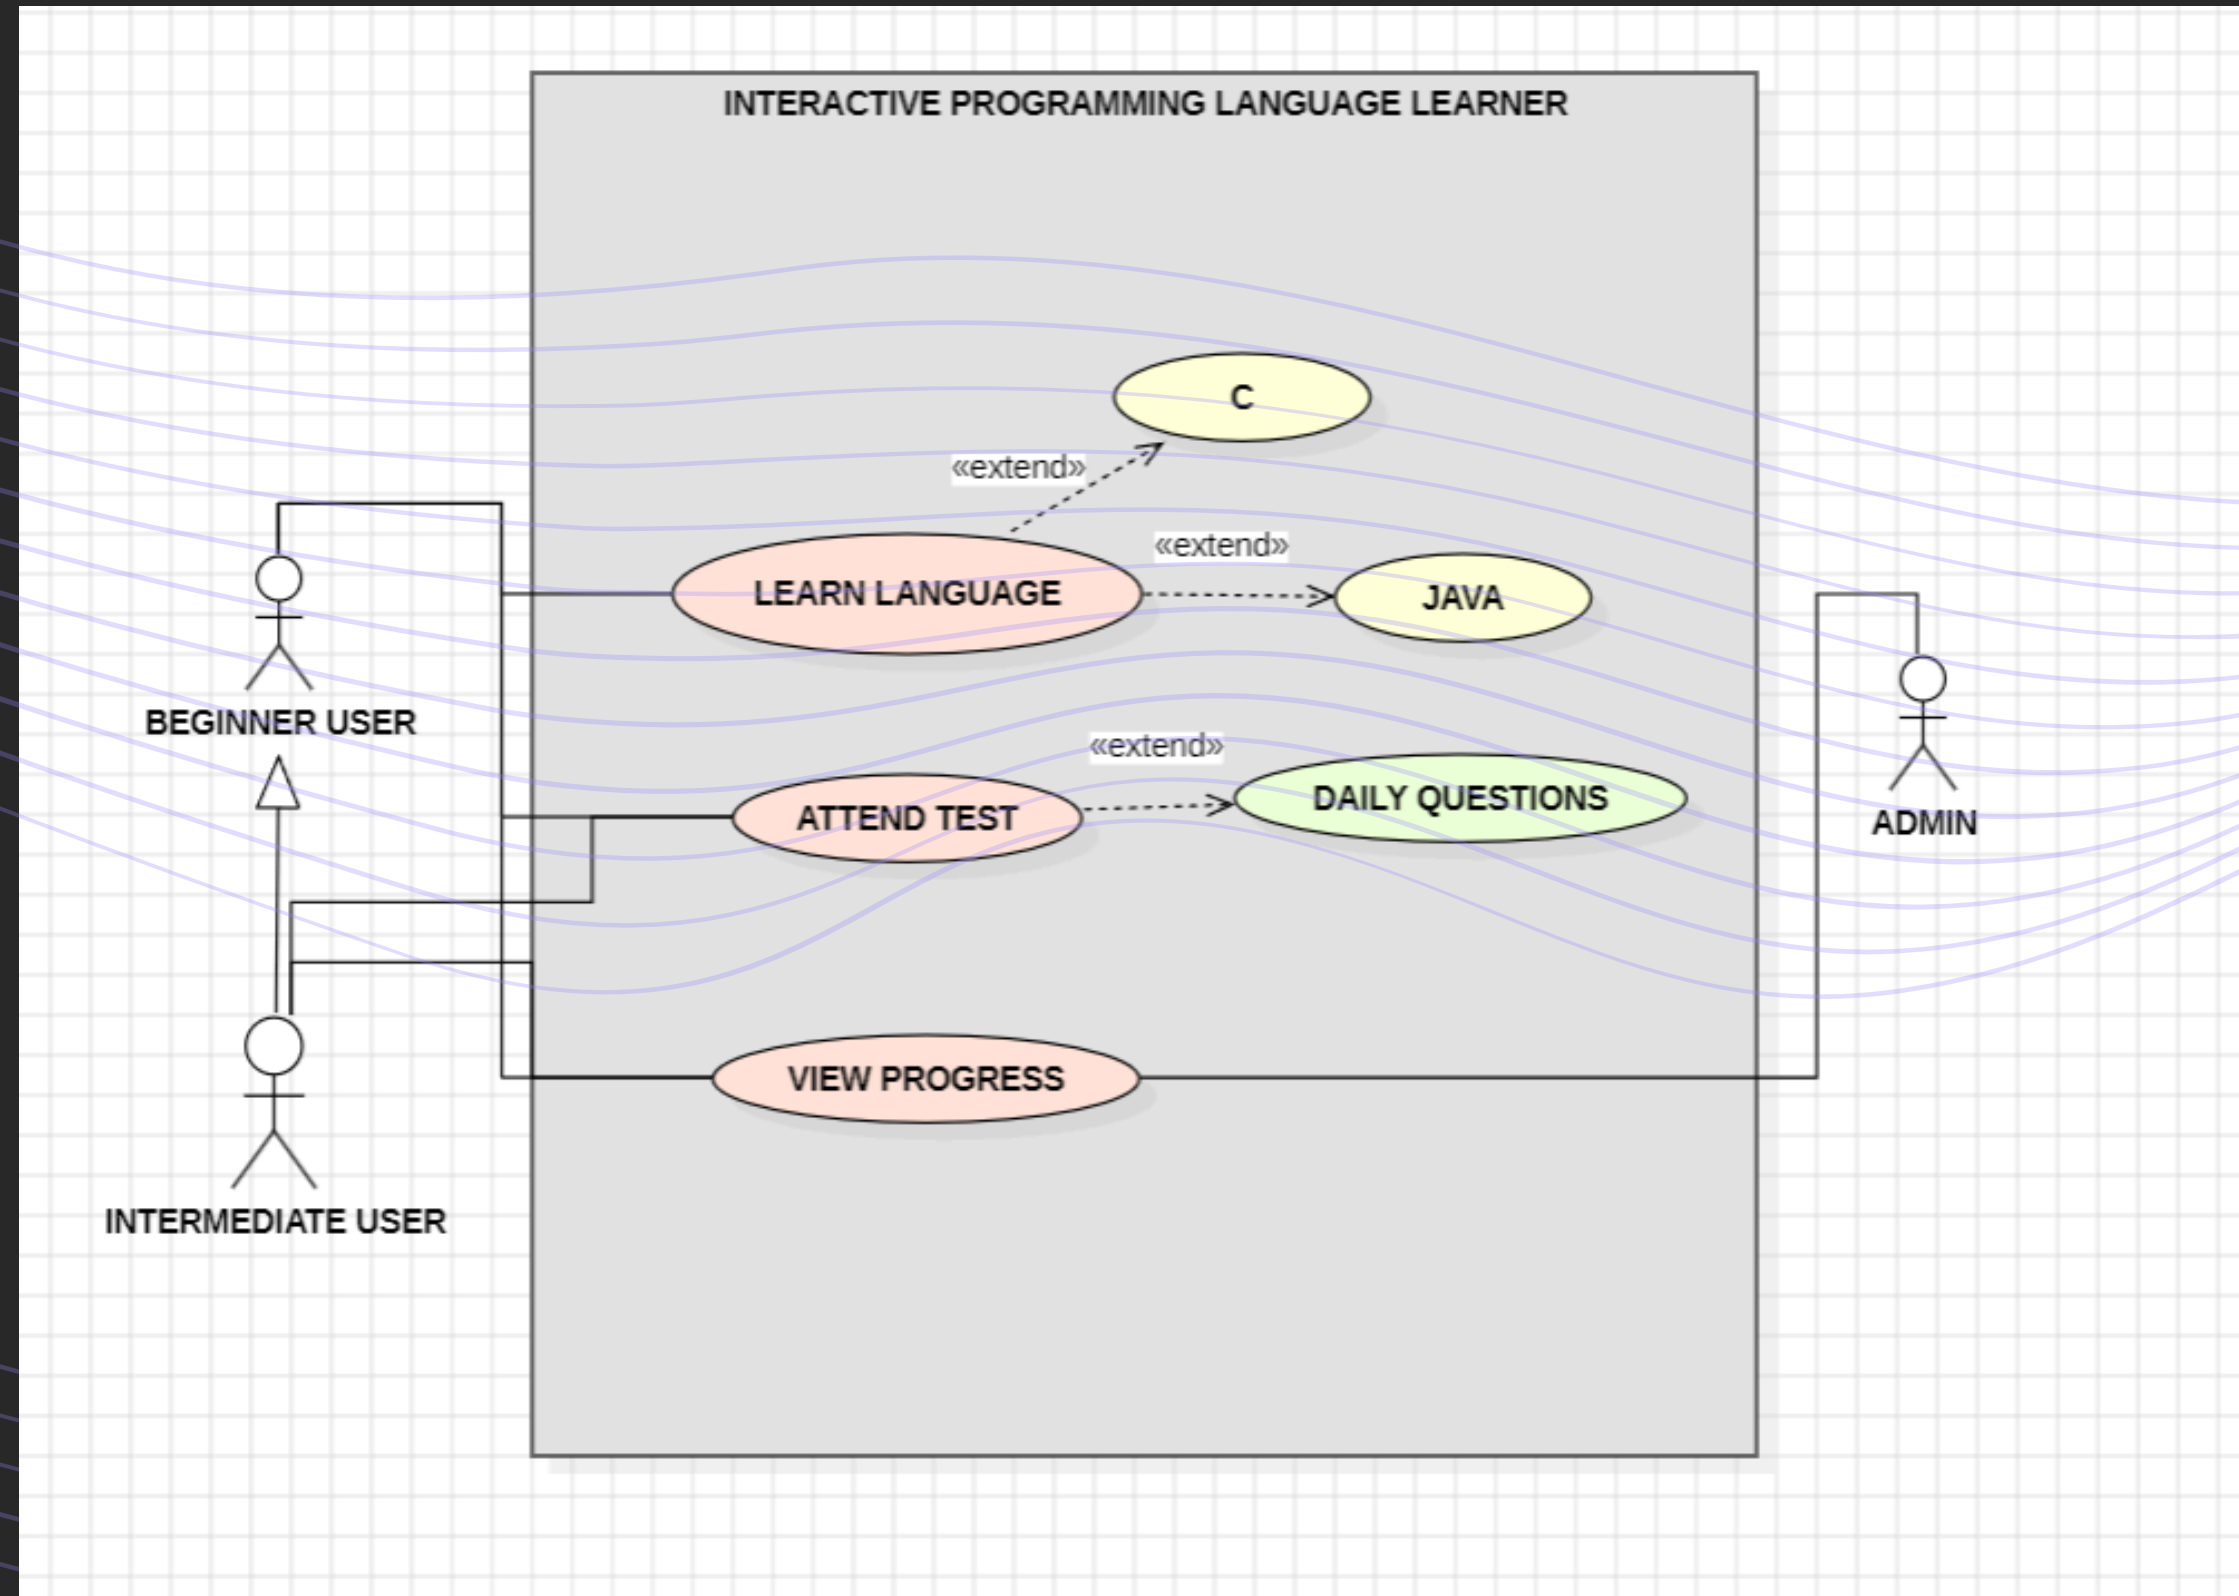 INTERACTIVE PROGRAMMING LANGUAGE LEARNER
C
«extend»
«extend»
LEARN LANGUAGE
JAVA
BEGINNER USER
«extend»
ATTEND TEST
DAILY QUESTIONS
ADMIN
VIEW PROGRESS
INTERMEDIATE USER